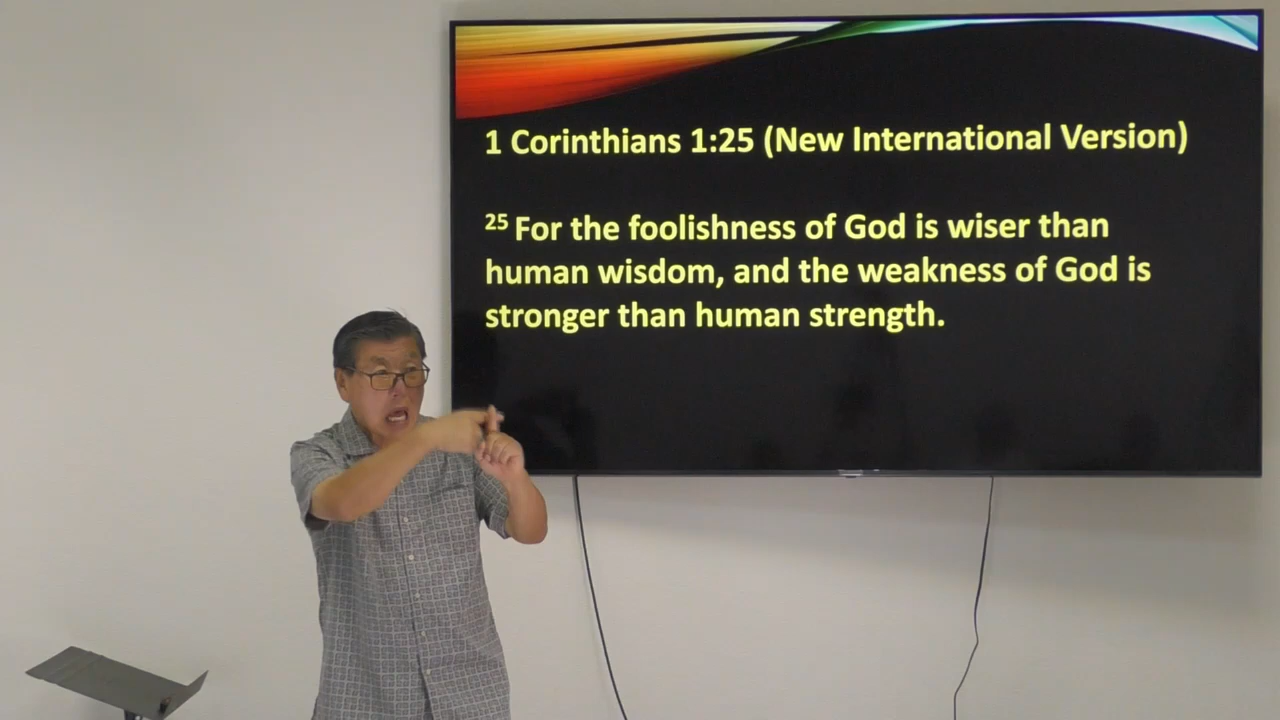 1 Corinthians 1:25 (New International Version)
25 For the foolishness of God is wiser than
human wisdom, and the weakness of God is
stronger than human strength.